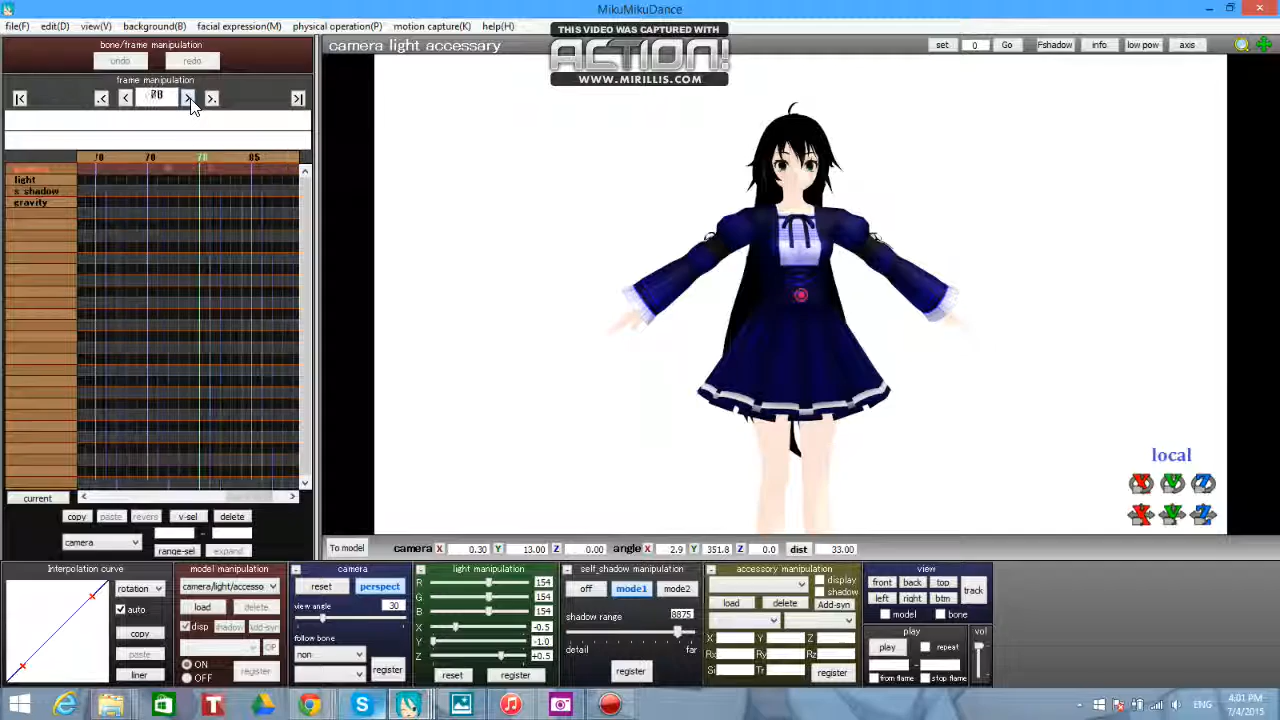 MikuMikuDance
file(F) edit(D) view(V) background(B) facial expression(M) physical operation(P) motion capture(K) help(H)
THIS VIDEO WAS CAPTURED WITH
ACTION!
WWW.MIRILLIS.COM
bone/frame manipulation
undo redo
frame manipulation
camera light accessary
set 0 Go Fshadow info low pow axis
70 85
light
s shadow
gravity
current
copy paste revers v-sel delete
camera
range-sel expand
To model camera X 0.30 Y 13.00 Z 0.00 angle X 2.9 Y 351.8 Z 0.0 dist 33.00
local
X Y Z
X Y Z
Interpolation curve
rotation
auto
copy
paste
liner
model manipulation
camera/light/accesso
load delete
disp shadow add-syn
OP
ON
OFF
register
camera
reset perspect
view angle 30
follow bone
non
register
light manipulation
R 154
G 154
B 154
X -0.5
Y -1.0
Z +0.5
reset register
self_shadow manipulation
off mode1 mode2
shadow range 8875
detail far
register
accessory manipulation
display
shadow
load delete Add-syn
X Y Z
Rx Ry Rz
Si Tr register
view
front back top
left right btm
track
model bone
play
play repeat
from flame stop flame
vol
ENG
4:01 PM
7/4/2015